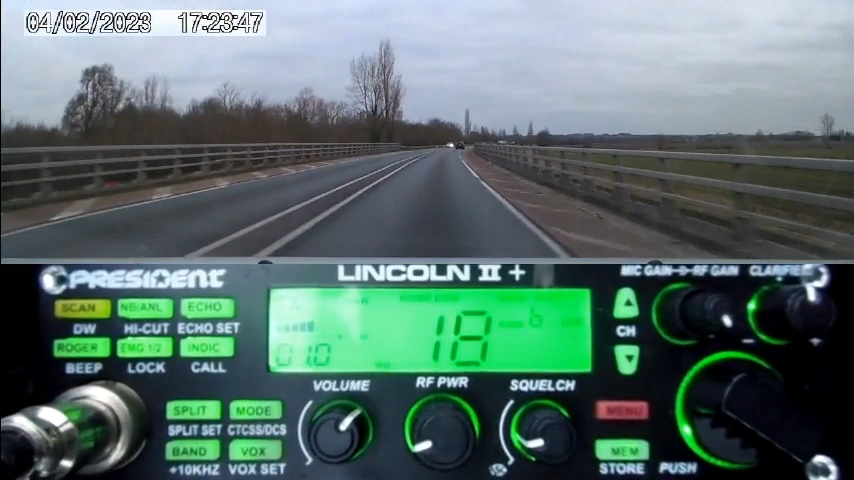 04/02/2023 17:23:47
PRESIDENT
LINCOLN II +
MIC GAIN RF GAIN CLARIFIER
SCAN NB/ANL ECHO
DW HI-CUT ECHO SET
ROGER EMG 1/2 INDIC
BEEP LOCK CALL
18 b
CH
VOLUME RF PWR SQUELCH
SPLIT MODE
SPLIT SET CTCSS/DCS
BAND VOX
+10KHZ VOX SET
MENU
MEM
STORE PUSH